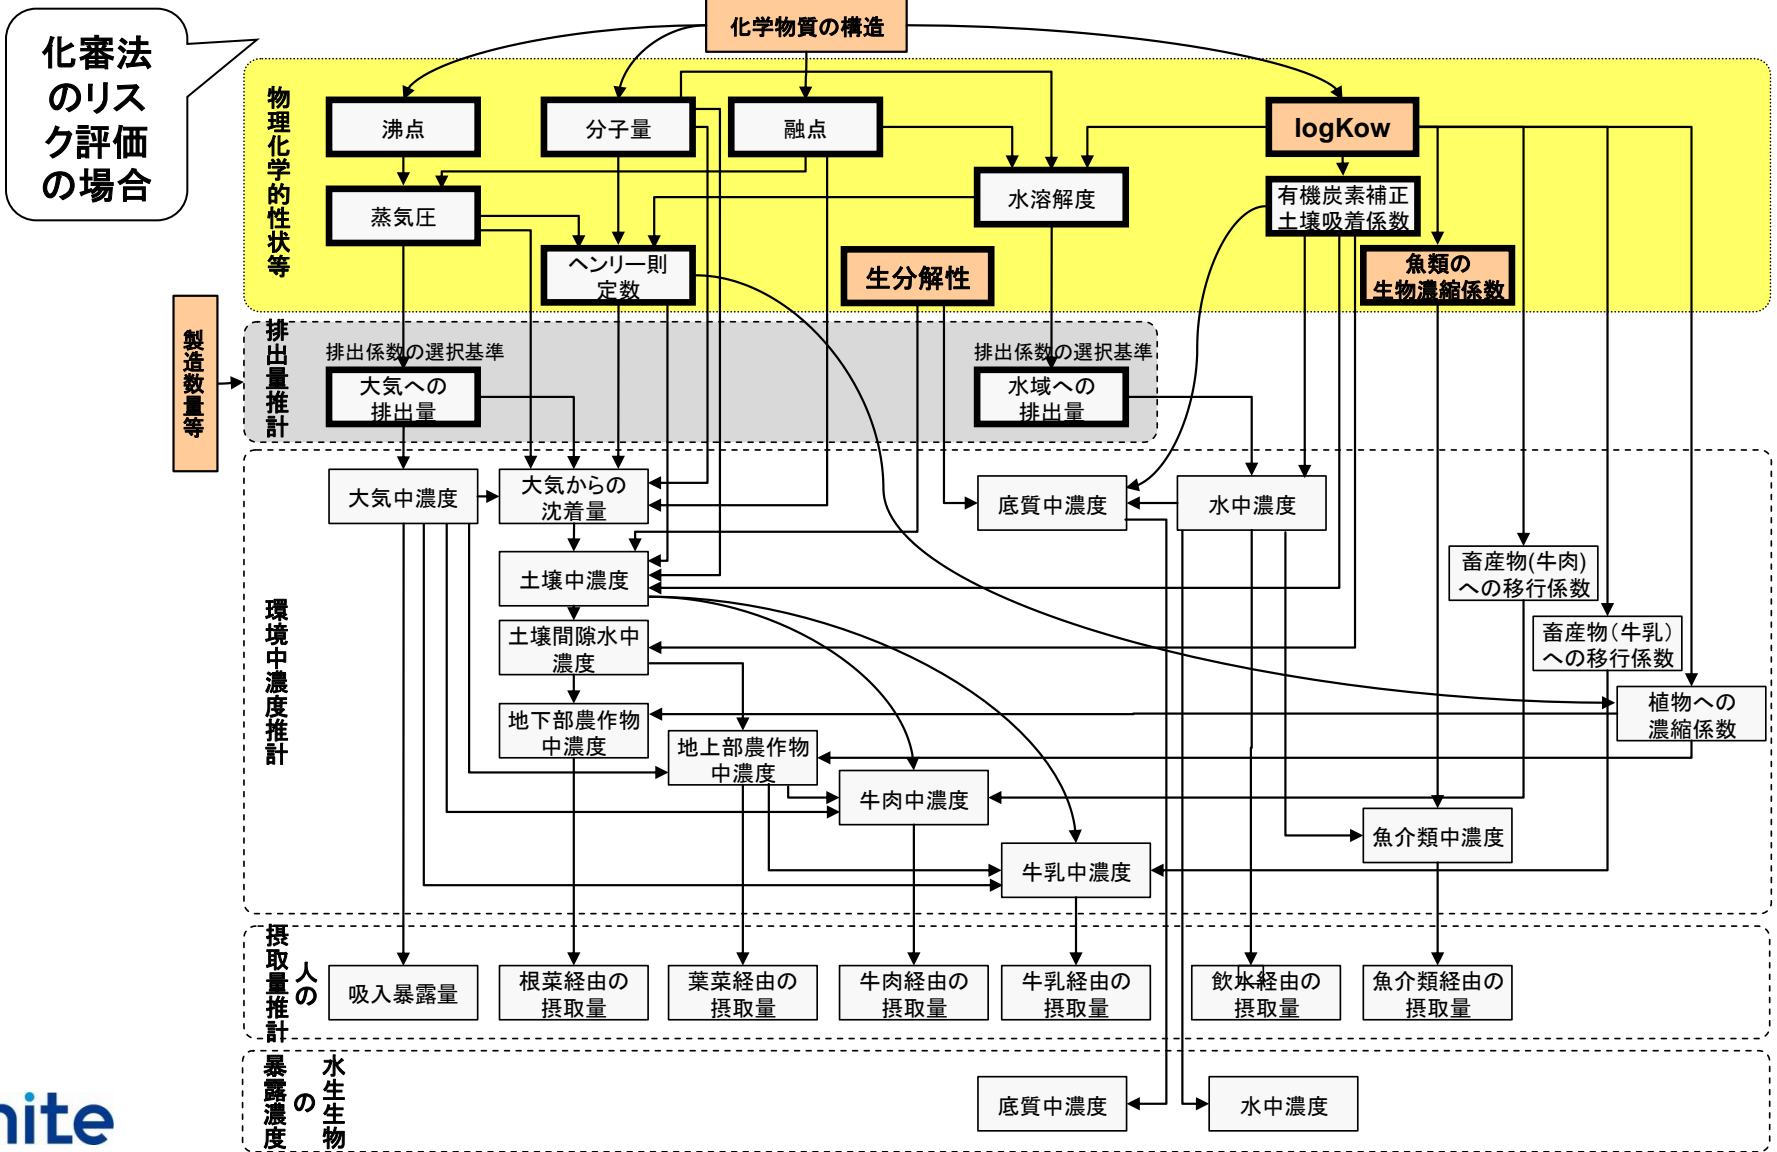 化学物質の構造
化審法
のリス
ク評価
の場合
物理化学的性状等
沸点
分子量
融点
logKow
蒸気圧
水溶解度
有機炭素補正
土壌吸着係数
ヘンリー則
定数
生分解性
魚類の
生物濃縮係数
製造数量等
排出量推計
排出係数の選択基準
大気への
排出量
排出係数の選択基準
水域への
排出量
環境中濃度推計
大気中濃度
大気からの
沈着量
底質中濃度
水中濃度
土壌中濃度
畜産物(牛肉)
への移行係数
土壌間隙水中
濃度
畜産物(牛乳)
への移行係数
地下部農作物
中濃度
植物への
濃縮係数
地上部農作物
中濃度
牛肉中濃度
魚介類中濃度
牛乳中濃度
人の
摂取量推計
吸入暴露量
根菜経由の
摂取量
葉菜経由の
摂取量
牛肉経由の
摂取量
牛乳経由の
摂取量
飲水経由の
摂取量
魚介類経由の
摂取量
水生生物
の
暴露濃度
底質中濃度
水中濃度
nite